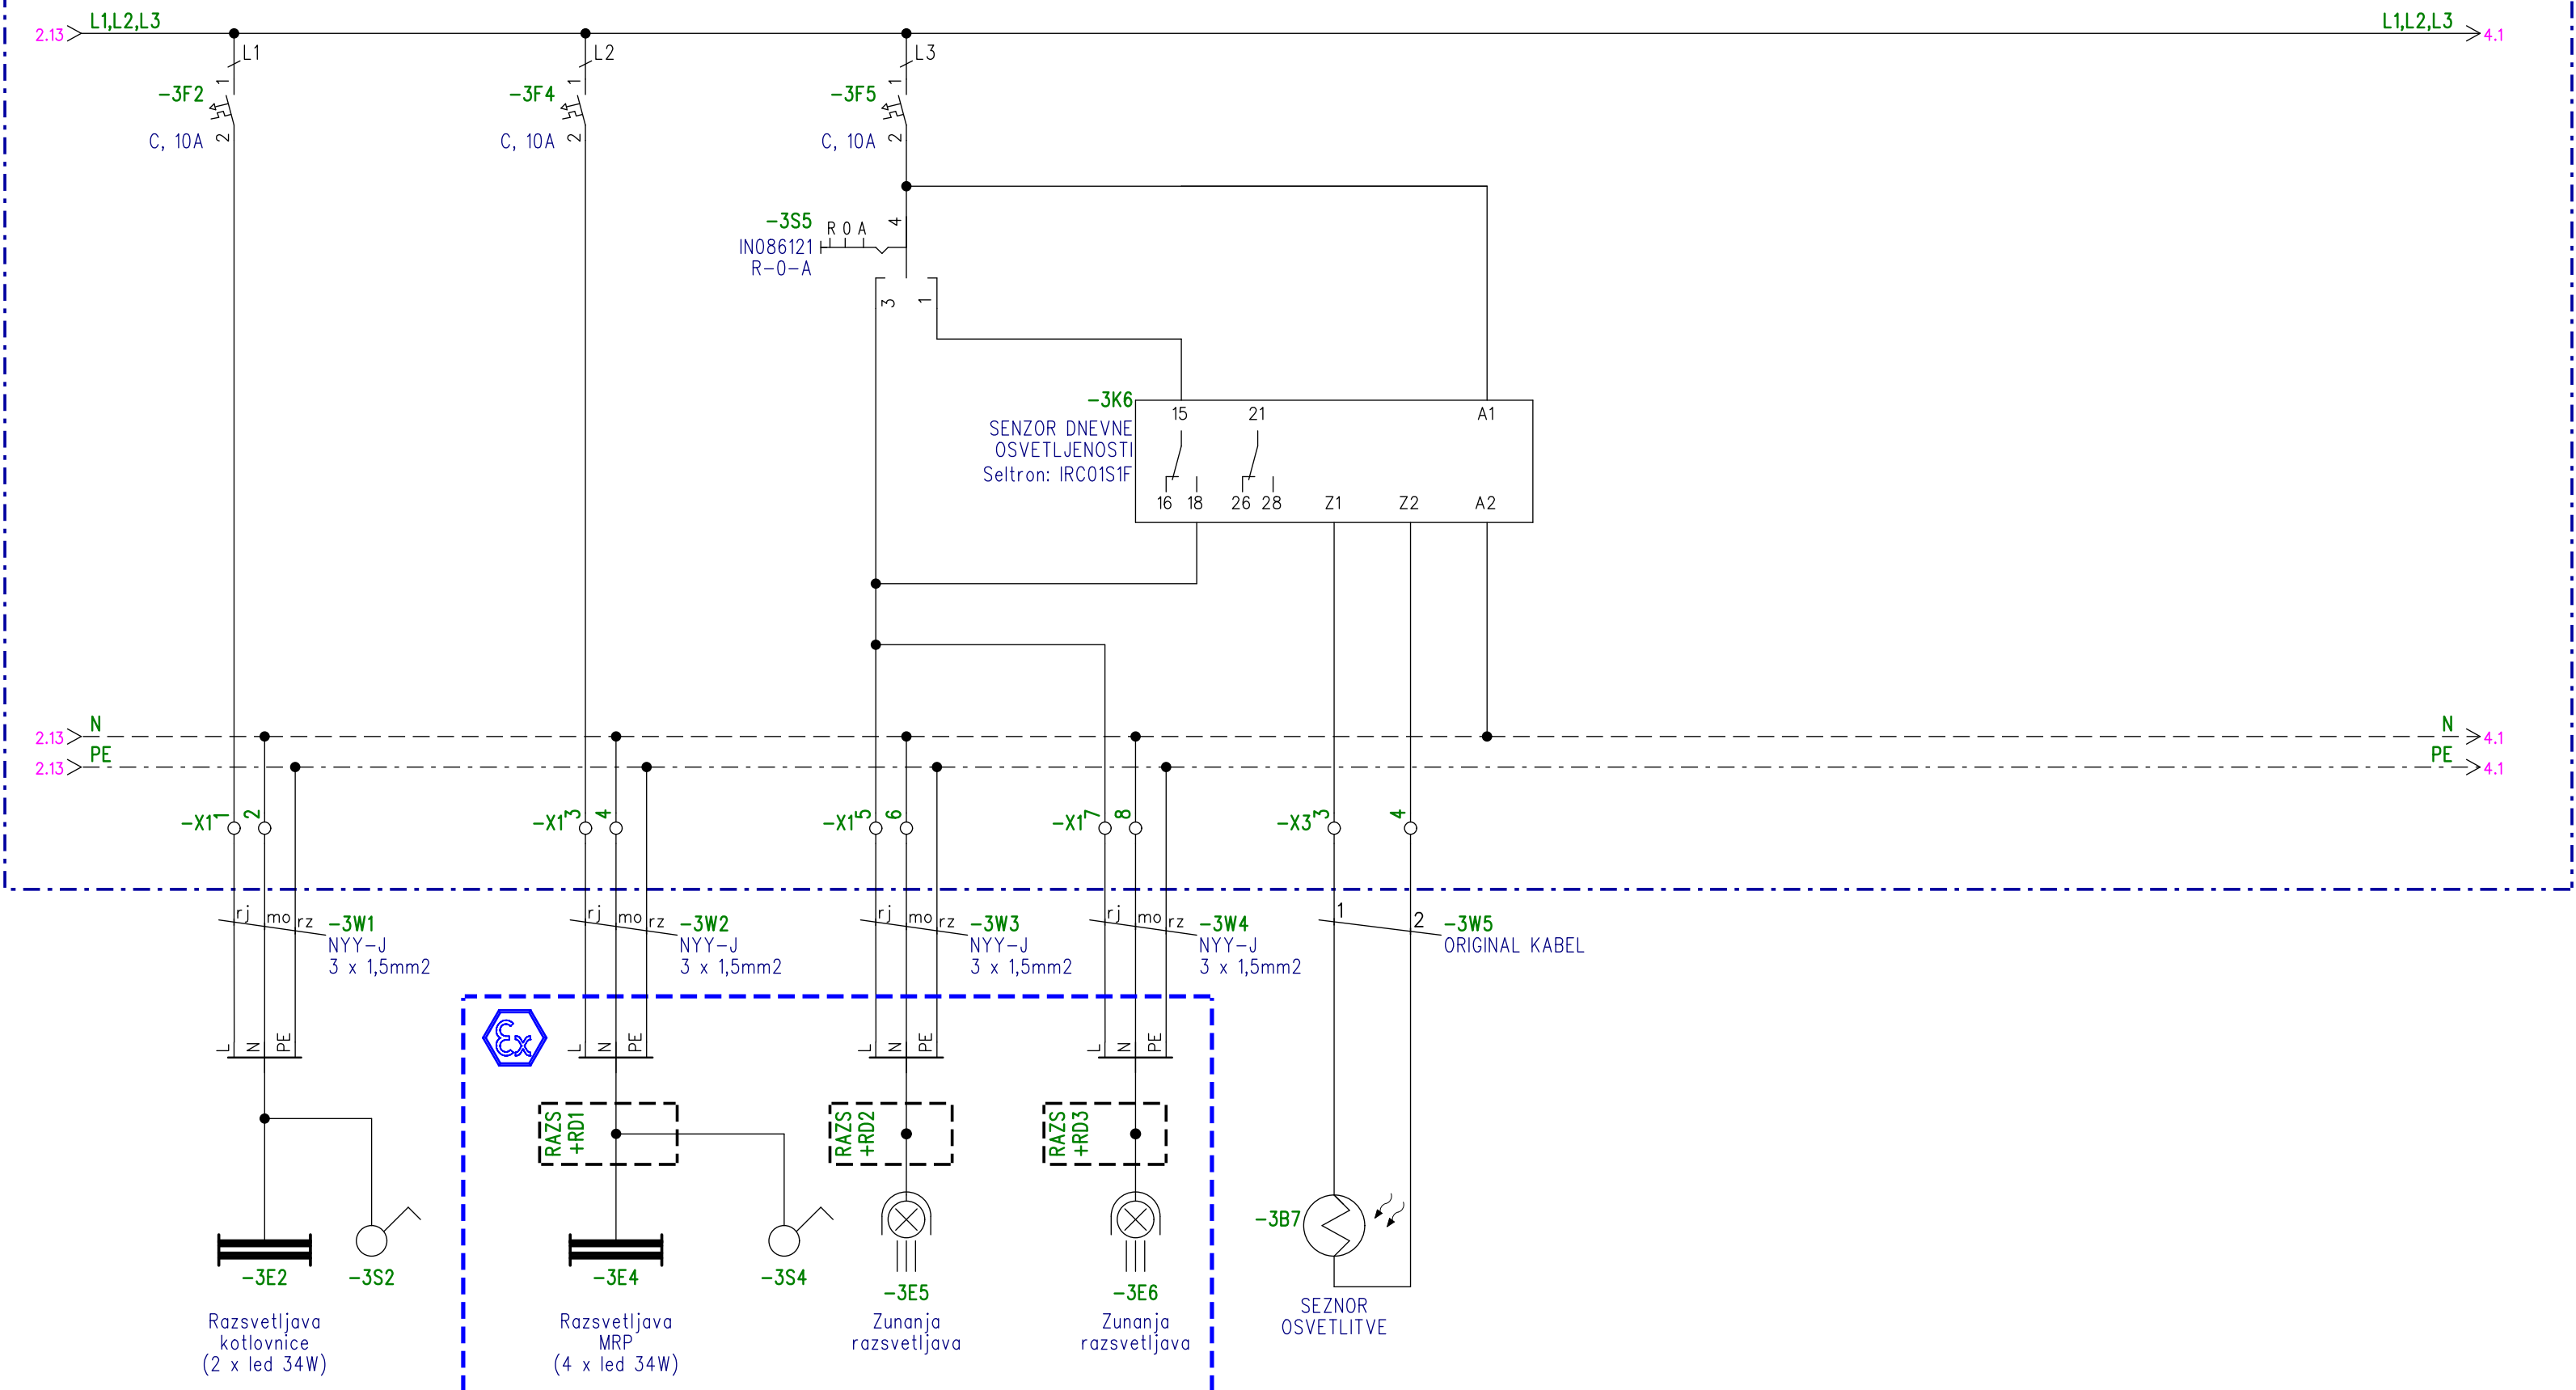 L1,L2,L3
L1,L2,L3
2.13
4.1
L1
L2
L3
1
1
1
-3F2
-3F4
-3F5
C, 10A
2
C, 10A
2
C, 10A
2
-3S5
R 0 A
4
IN086121
R-0-A
3
1
-3K6
15
21
A1
SENZOR DNEVNE
OSVETLJENOSTI
Seltron: IRC01S1F
16
18
26
28
Z1
Z2
A2
N
N
2.13
4.1
PE
PE
2.13
4.1
-X1
1
2
-X1
3
4
-X1
5
6
-X1
7
8
-X3
3
4
rj
mo
rz
-3W1
NYY-J
3 x 1,5mm2
rj
mo
rz
-3W2
NYY-J
3 x 1,5mm2
rj
mo
rz
-3W3
NYY-J
3 x 1,5mm2
rj
mo
rz
-3W4
NYY-J
3 x 1,5mm2
1
2
-3W5
ORIGINAL KABEL
Ex
L
N
PE
L
N
PE
L
N
PE
L
N
PE
RAZS
+RD1
RAZS
+RD2
RAZS
+RD3
-3B7
-3E2
-3S2
-3E4
-3S4
-3E5
-3E6
Razsvetljava
kotlovnice
(2 x led 34W)
Razsvetljava
MRP
(4 x led 34W)
Zunanja
razsvetljava
Zunanja
razsvetljava
SEZNOR
OSVETLITVE